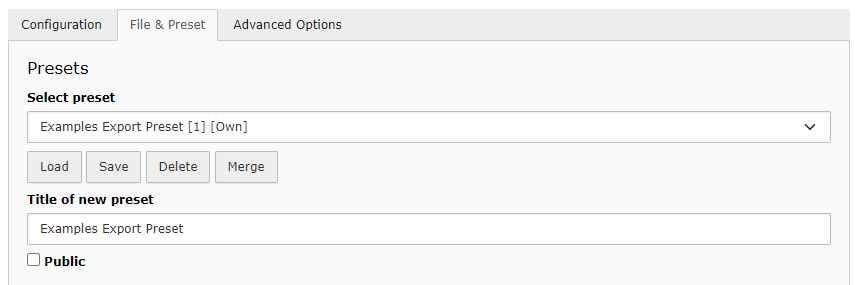 Configuration File & Preset Advanced Options
Presets
Select preset
Examples Export Preset [1] [Own]
Load Save Delete Merge
Title of new preset
Examples Export Preset
Public